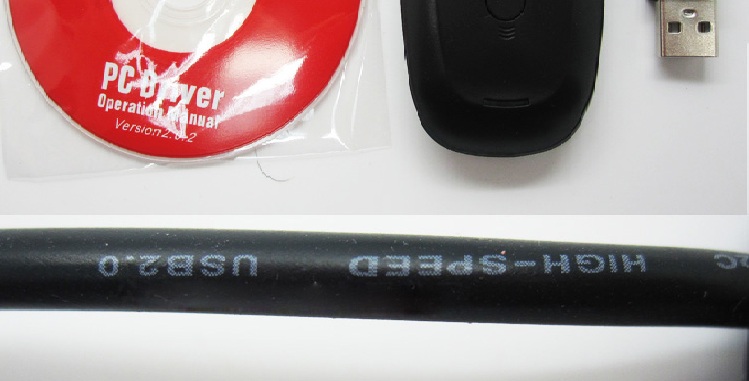 PC Driver
Operation Manual
Version2.0.2
HIGH-SPEED USB2.0